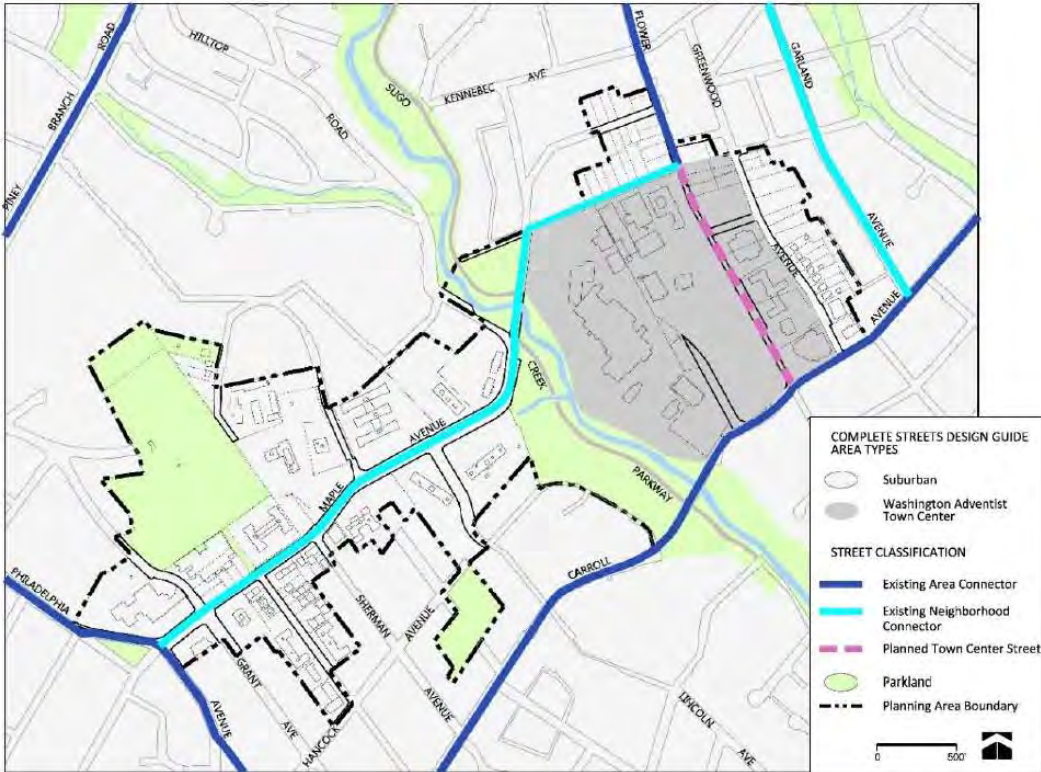 HILLTOP
ROAD
PINEY
BRANCH
ROAD
SLIGO
CREEK
PARKWAY
KENNEBEC
AVE
FLOWER
GREENWOOD
AVENUE
GARLAND
AVENUE
AVENUE
MAPLE
AVENUE
PHILADELPHIA
AVENUE
GRANT
AVE
HANCOCK
AVENUE
SHERMAN
AVENUE
CARROLL
LINCOLN
AVE
COMPLETE STREETS DESIGN GUIDE
AREA TYPES
Suburban
Washington Adventist
Town Center
STREET CLASSIFICATION
Existing Area Connector
Existing Neighborhood
Connector
Planned Town Center Street
Parkland
Planning Area Boundary
0 500'